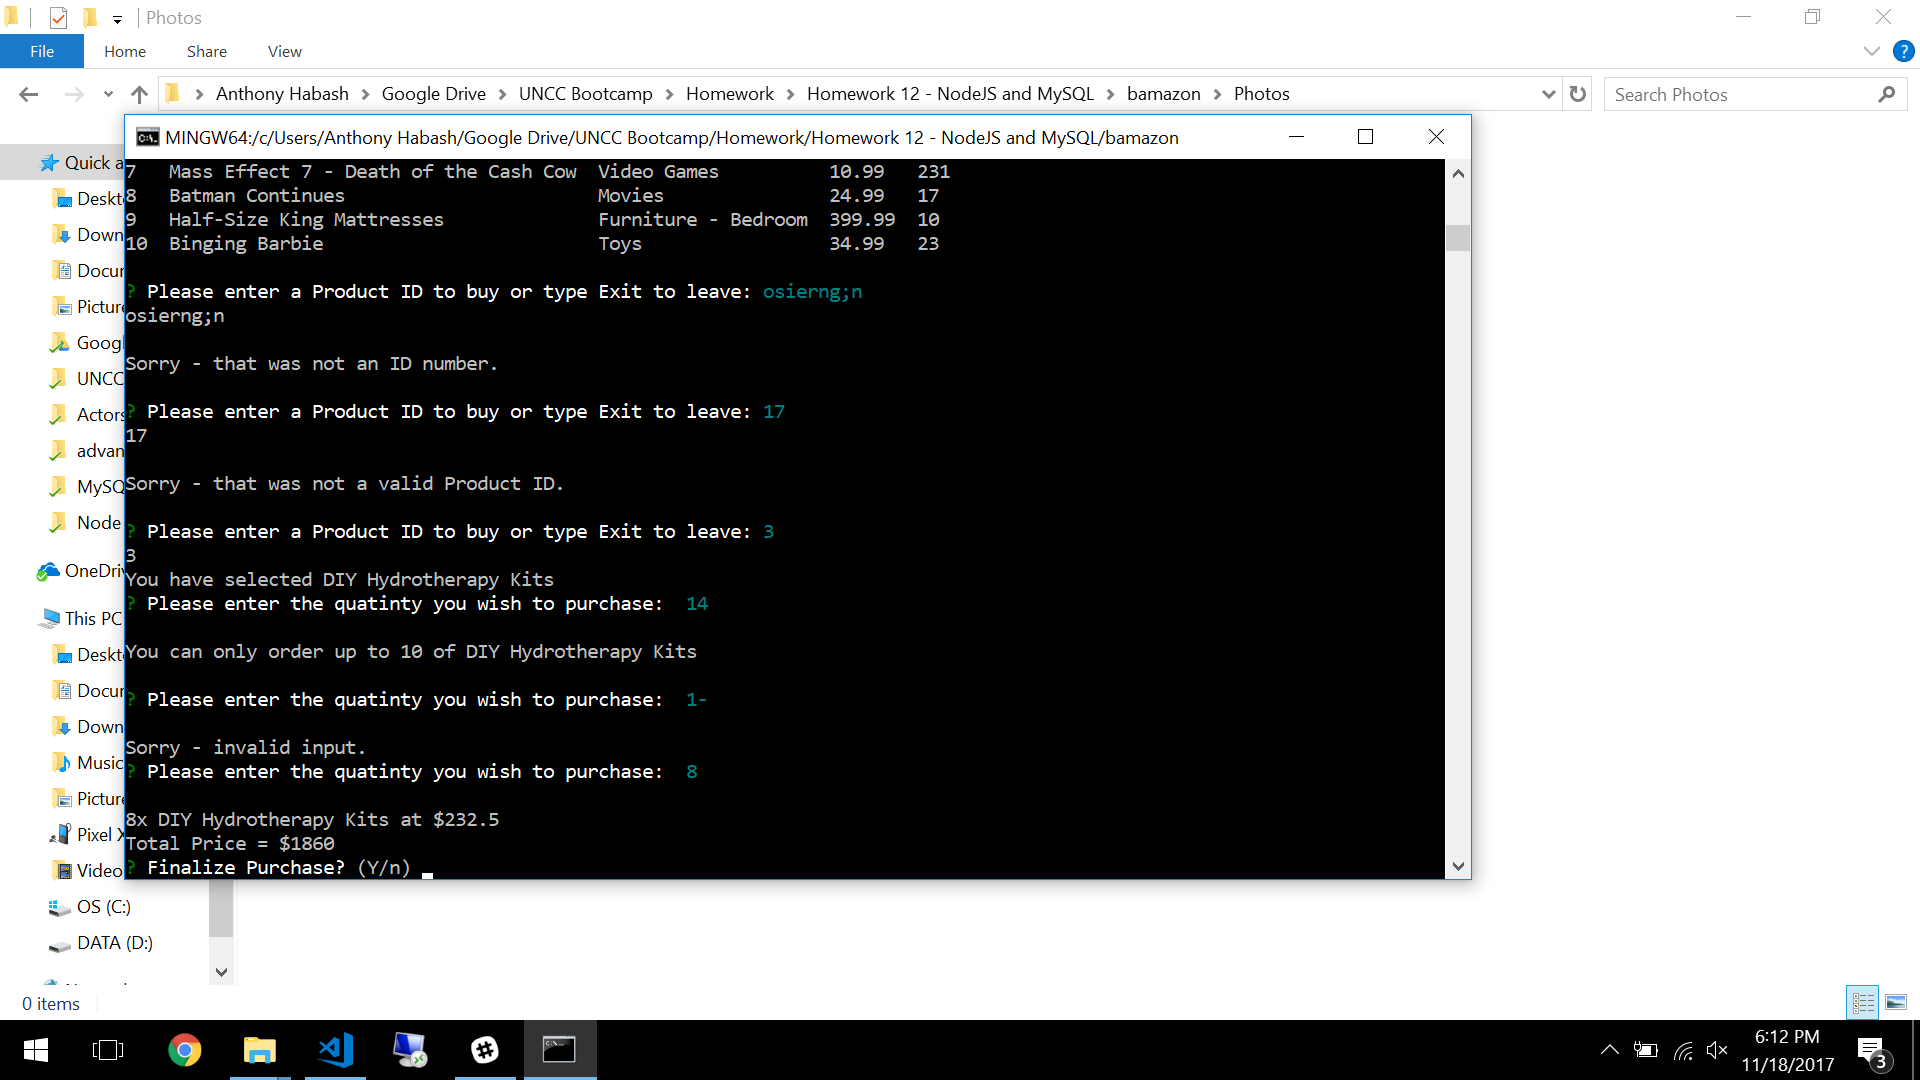 Photos
File Home Share View
Anthony Habash Google Drive UNCC Bootcamp Homework Homework 12 - NodeJS and MySQL bamazon Photos
Search Photos
MINGW64:/c/Users/Anthony Habash/Google Drive/UNCC Bootcamp/Homework/Homework 12 - NodeJS and MySQL/bamazon
7 Mass Effect 7 - Death of the Cash Cow Video Games 10.99 231
8 Batman Continues Movies 24.99 17
9 Half-Size King Mattresses Furniture - Bedroom 399.99 10
10 Binging Barbie Toys 34.99 23
? Please enter a Product ID to buy or type Exit to leave: osierng;n
osierng;n
Sorry - that was not an ID number.
? Please enter a Product ID to buy or type Exit to leave: 17
17
Sorry - that was not a valid Product ID.
? Please enter a Product ID to buy or type Exit to leave: 3
3
You have selected DIY Hydrotherapy Kits
? Please enter the quatinty you wish to purchase: 14
You can only order up to 10 of DIY Hydrotherapy Kits
? Please enter the quatinty you wish to purchase: 1-
Sorry - invalid input.
? Please enter the quatinty you wish to purchase: 8
8x DIY Hydrotherapy Kits at $232.5
Total Price = $1860
? Finalize Purchase? (Y/n)
Quick a
Deskt
Down
Docur
Picture
Googl
UNCC
Actors
advan
MySQ
Node
OneDriv
This PC
Deskt
Docur
Down
Music
Picture
Pixel X
Video
OS (C:)
DATA (D:)
0 items
6:12 PM
11/18/2017
3